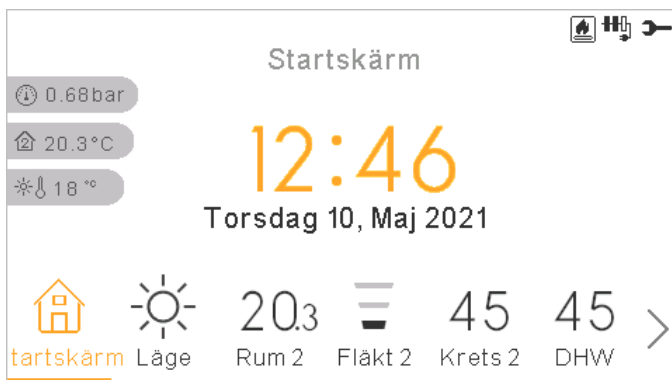 Startskärm
0.68bar
2 20.3°C
18 °C
12:46
Torsdag 10, Maj 2021
20.3 45 45
tartskärm Läge Rum 2 Fläkt 2 Krets 2 DHW